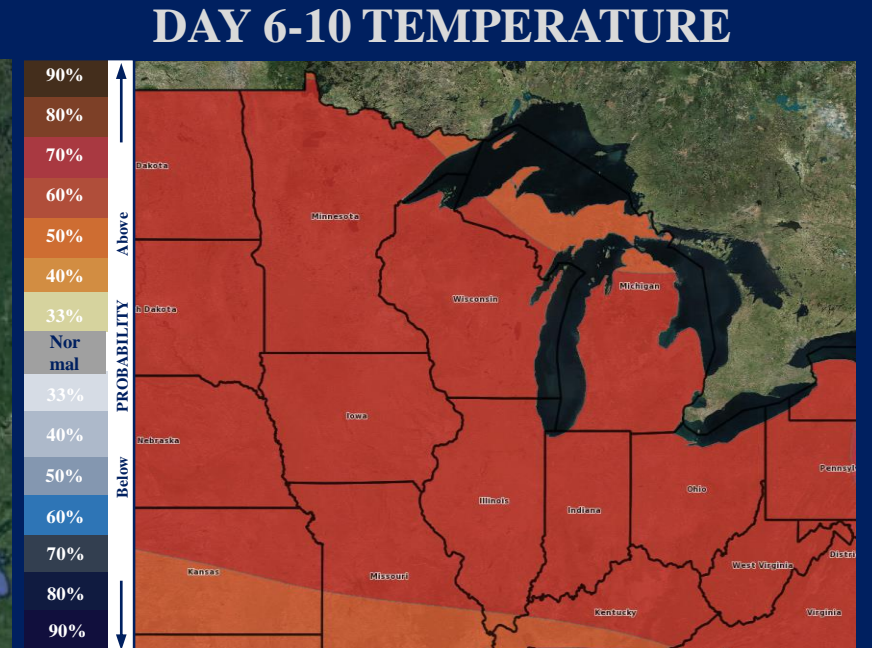 DAY 6-10 TEMPERATURE
90%
80%
70%
60%
50%
40%
33%
Nor
mal
33%
40%
50%
60%
70%
80%
90%
Above
PROBABILITY
Below
Dakota
Minnesota
Wisconsin
Michigan
h Dakota
Iowa
Nebraska
Illinois
Indiana
Ohio
Pennsyl
Kansas
Missouri
West Virginia
Distri
Kentucky
Virginia